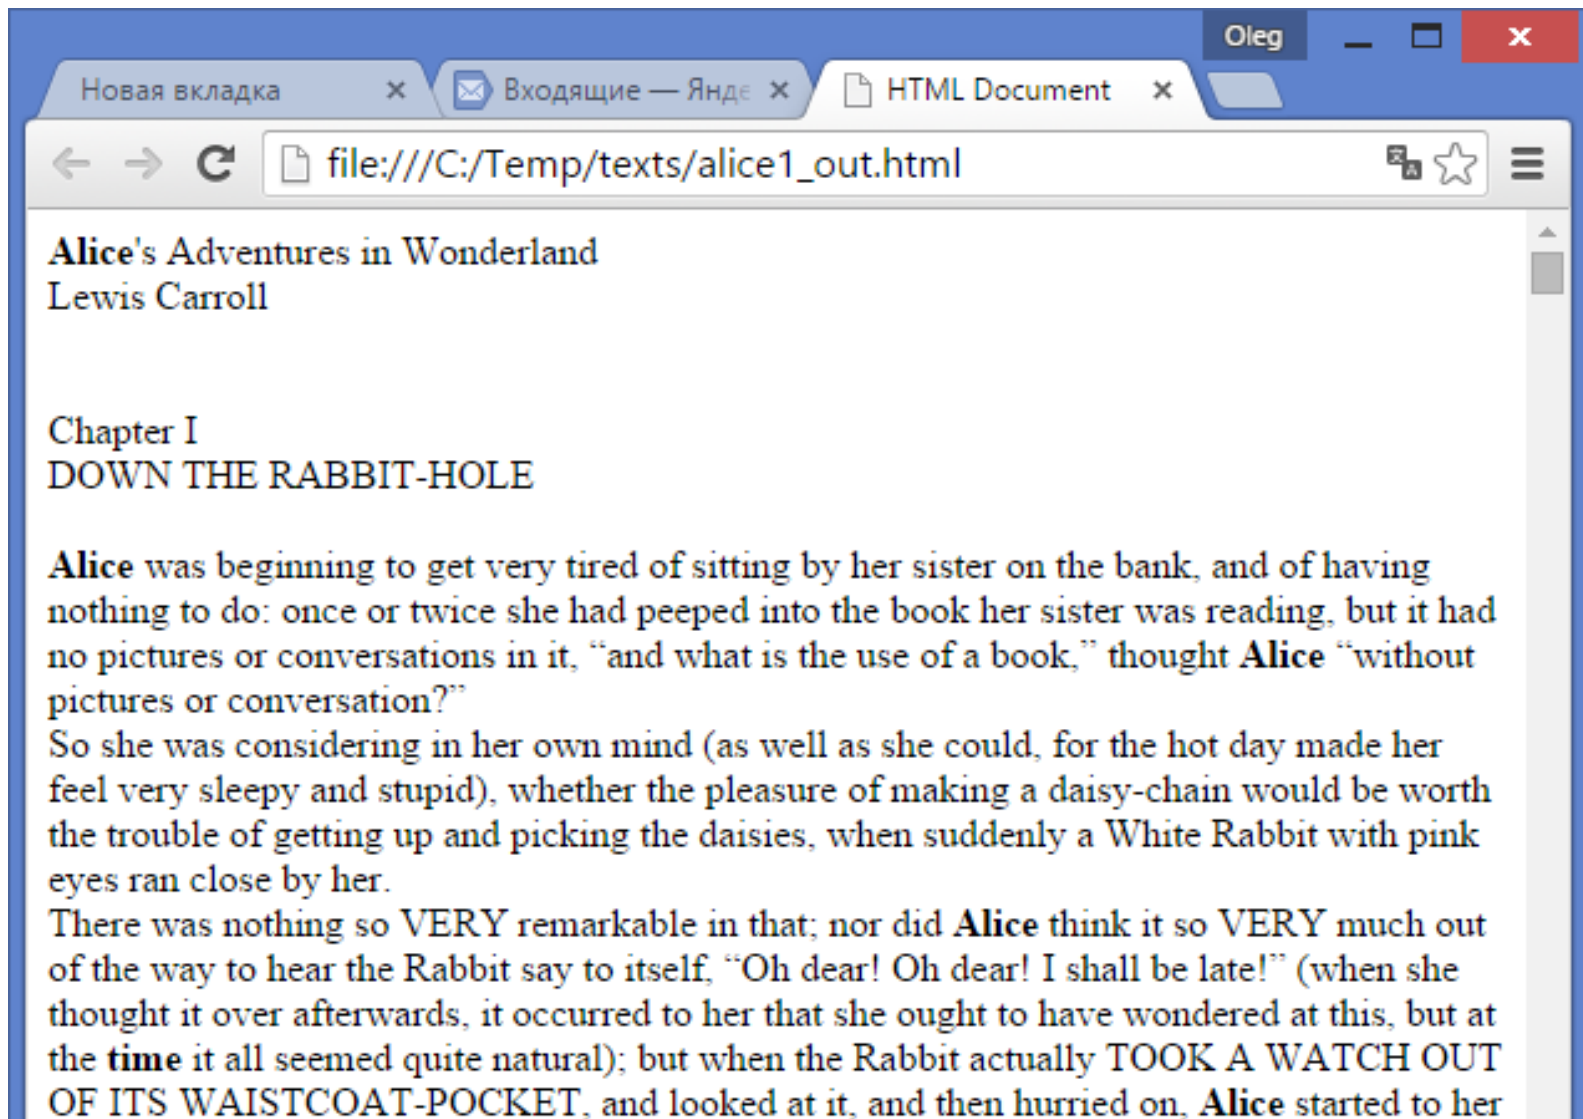 Oleg
Новая вкладка
Входящие — Янде
HTML Document
file:///C:/Temp/texts/alice1_out.html
Alice's Adventures in Wonderland
Lewis Carroll
Chapter I
DOWN THE RABBIT-HOLE
Alice was beginning to get very tired of sitting by her sister on the bank, and of having
nothing to do: once or twice she had peeped into the book her sister was reading, but it had
no pictures or conversations in it, “and what is the use of a book,” thought Alice “without
pictures or conversation?”
So she was considering in her own mind (as well as she could, for the hot day made her
feel very sleepy and stupid), whether the pleasure of making a daisy-chain would be worth
the trouble of getting up and picking the daisies, when suddenly a White Rabbit with pink
eyes ran close by her.
There was nothing so VERY remarkable in that; nor did Alice think it so VERY much out
of the way to hear the Rabbit say to itself, “Oh dear! Oh dear! I shall be late!” (when she
thought it over afterwards, it occurred to her that she ought to have wondered at this, but at
the time it all seemed quite natural); but when the Rabbit actually TOOK A WATCH OUT
OF ITS WAISTCOAT-POCKET, and looked at it, and then hurried on, Alice started to her